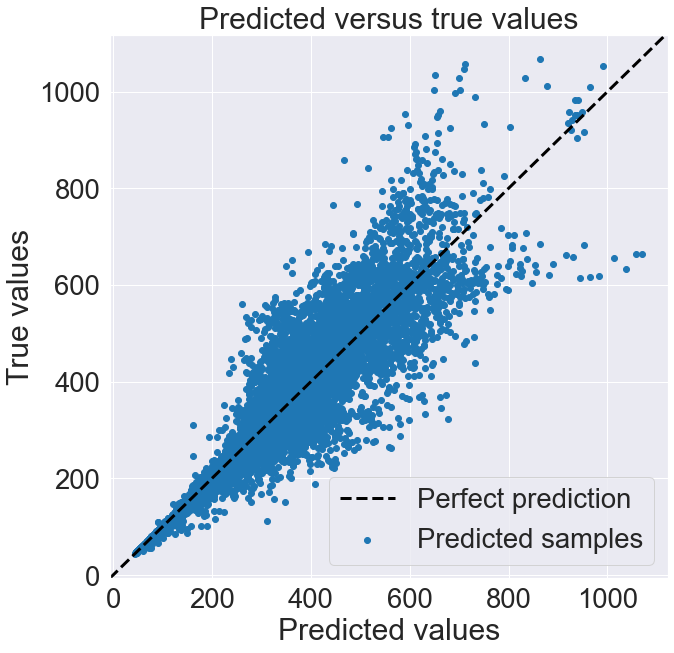 Predicted versus true values
1000
800
600
400
200
0
True values
Perfect prediction
Predicted samples
0 200 400 600 800 1000
Predicted values